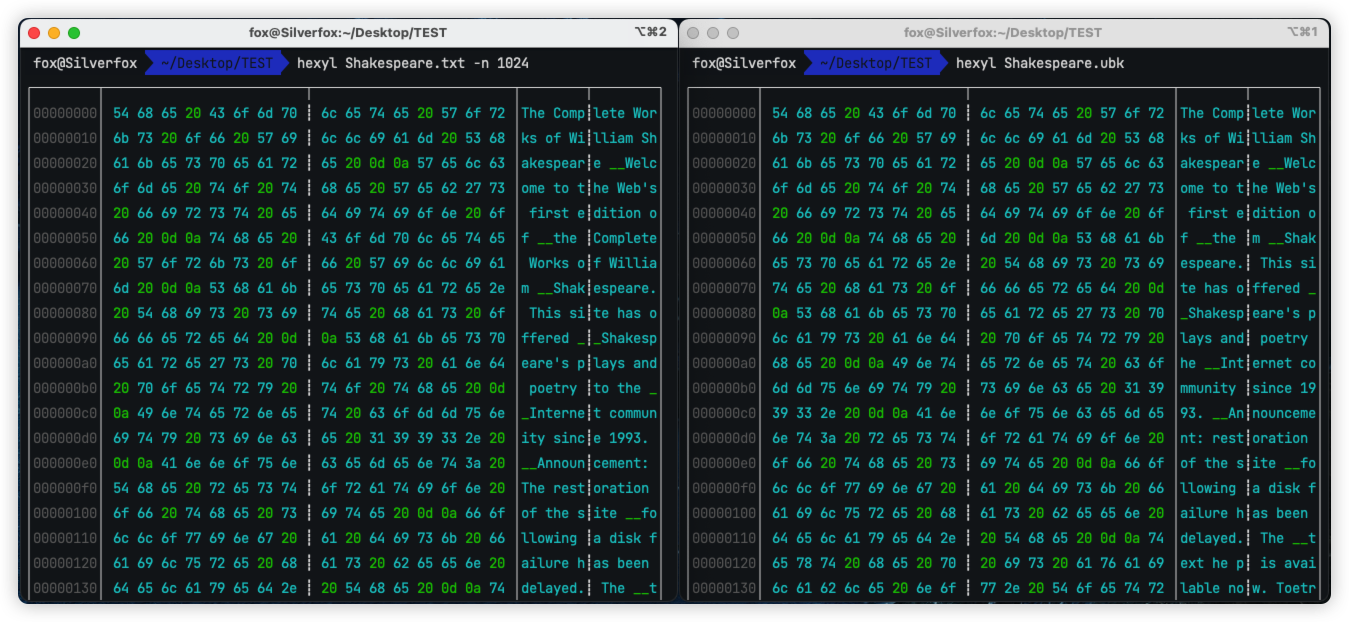 fox@Silverfox:~/Desktop/TEST ⌥⌘2
fox@Silverfox ~/Desktop/TEST hexyl Shakespeare.txt -n 1024
00000000 54 68 65 20 43 6f 6d 70 6c 65 74 65 20 57 6f 72 The Comp lete Wor
00000010 6b 73 20 6f 66 20 57 69 6c 6c 69 61 6d 20 53 68 ks of Wi lliam Sh
00000020 61 6b 65 73 70 65 61 72 65 20 0d 0a 57 65 6c 63 akespear e __Welc
00000030 6f 6d 65 20 74 6f 20 74 68 65 20 57 65 62 27 73 ome to t he Web's
00000040 20 66 69 72 73 74 20 65 64 69 74 69 6f 6e 20 6f first e dition o
00000050 66 20 0d 0a 74 68 65 20 43 6f 6d 70 6c 65 74 65 f __the Complete
00000060 20 57 6f 72 6b 73 20 6f 66 20 57 69 6c 6c 69 61 Works o f Willia
00000070 6d 20 0d 0a 53 68 61 6b 65 73 70 65 61 72 65 2e m __Shak espeare.
00000080 20 54 68 69 73 20 73 69 74 65 20 68 61 73 20 6f This si te has o
00000090 66 66 65 72 65 64 20 0d 0a 53 68 61 6b 65 73 70 ffered _ _Shakesp
000000a0 65 61 72 65 27 73 20 70 6c 61 79 73 20 61 6e 64 eare's p lays and
000000b0 20 70 6f 65 74 72 79 20 74 6f 20 74 68 65 20 0d poetry to the _
000000c0 0a 49 6e 74 65 72 6e 65 74 20 63 6f 6d 6d 75 6e _Interne t commun
000000d0 69 74 79 20 73 69 6e 63 65 20 31 39 39 33 2e 20 ity sinc e 1993.
000000e0 0d 0a 41 6e 6e 6f 75 6e 63 65 6d 65 6e 74 3a 20 __Announ cement:
000000f0 54 68 65 20 72 65 73 74 6f 72 61 74 69 6f 6e 20 The rest oration
00000100 6f 66 20 74 68 65 20 73 69 74 65 20 0d 0a 66 6f of the s ite __fo
00000110 6c 6c 6f 77 69 6e 67 20 61 20 64 69 73 6b 20 66 llowing a disk f
00000120 61 69 6c 75 72 65 20 68 61 73 20 62 65 65 6e 20 ailure h as been
00000130 64 65 6c 61 79 65 64 2e 20 54 68 65 20 0d 0a 74 delayed. The __t
fox@Silverfox:~/Desktop/TEST ⌥⌘1
fox@Silverfox ~/Desktop/TEST hexyl Shakespeare.ubk
00000000 54 68 65 20 43 6f 6d 70 6c 65 74 65 20 57 6f 72 The Comp lete Wor
00000010 6b 73 20 6f 66 20 57 69 6c 6c 69 61 6d 20 53 68 ks of Wi lliam Sh
00000020 61 6b 65 73 70 65 61 72 65 20 0d 0a 57 65 6c 63 akespear e __Welc
00000030 6f 6d 65 20 74 6f 20 74 68 65 20 57 65 62 27 73 ome to t he Web's
00000040 20 66 69 72 73 74 20 65 64 69 74 69 6f 6e 20 6f first e dition o
00000050 66 20 0d 0a 74 68 65 20 6d 20 0d 0a 53 68 61 6b f __the m __Shak
00000060 65 73 70 65 61 72 65 2e 20 54 68 69 73 20 73 69 espeare. This si
00000070 74 65 20 68 61 73 20 6f 66 66 65 72 65 64 20 0d te has o ffered _
00000080 0a 53 68 61 6b 65 73 70 65 61 72 65 27 73 20 70 _Shakesp eare's p
00000090 6c 61 79 73 20 61 6e 64 20 70 6f 65 74 72 79 20 lays and poetry
000000a0 68 65 20 0d 0a 49 6e 74 65 72 6e 65 74 20 63 6f he __Int ernet co
000000b0 6d 6d 75 6e 69 74 79 20 73 69 6e 63 65 20 31 39 mmunity since 19
000000c0 39 33 2e 20 0d 0a 41 6e 6e 6f 75 6e 63 65 6d 65 93. __An nounceme
000000d0 6e 74 3a 20 72 65 73 74 6f 72 61 74 69 6f 6e 20 nt: rest oration
000000e0 6f 66 20 74 68 65 20 73 69 74 65 20 0d 0a 66 6f of the s ite __fo
000000f0 6c 6c 6f 77 69 6e 67 20 61 20 64 69 73 6b 20 66 llowing a disk f
00000100 61 69 6c 75 72 65 20 68 61 73 20 62 65 65 6e 20 ailure h as been
00000110 64 65 6c 61 79 65 64 2e 20 54 68 65 20 0d 0a 74 delayed. The __t
00000120 65 78 74 20 68 65 20 70 20 69 73 20 61 76 61 69 ext he p is avai
00000130 6c 61 62 6c 65 20 6e 6f 77 2e 20 54 6f 65 74 72 lable no w. Toetr